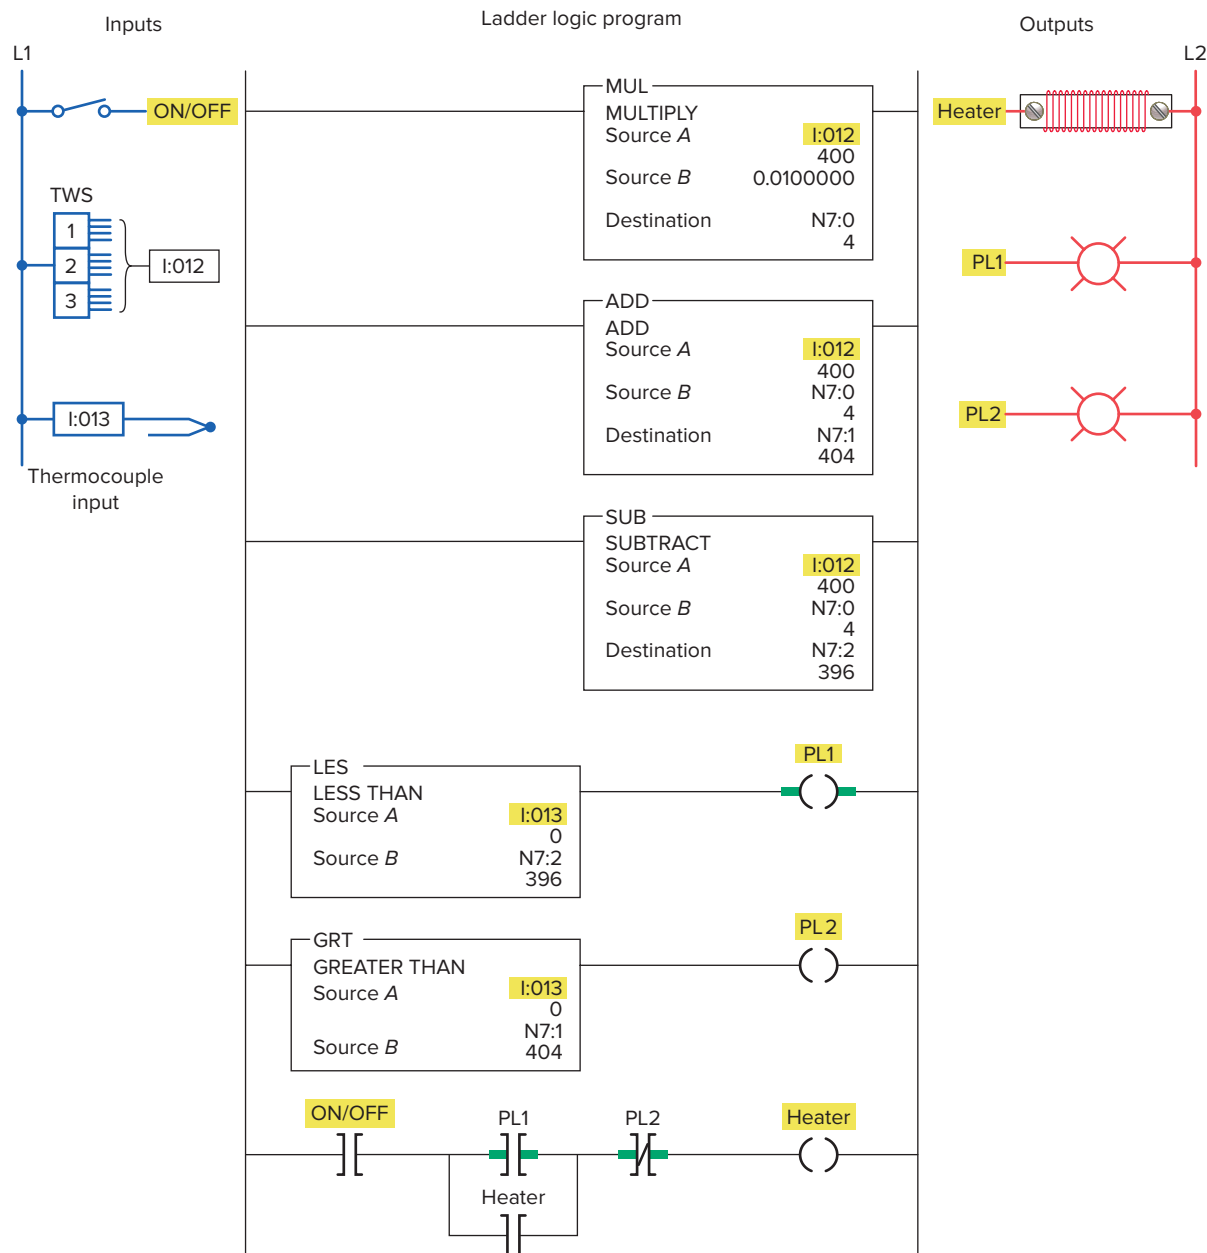 Inputs
Ladder logic program
Outputs
L1
L2
ON/OFF
TWS
1
2
3
I:012
I:013
Thermocouple
input
MUL
MULTIPLY
Source A I:012
400
Source B 0.0100000
Destination N7:0
4
ADD
ADD
Source A I:012
400
Source B N7:0
4
Destination N7:1
404
SUB
SUBTRACT
Source A I:012
400
Source B N7:0
4
Destination N7:2
396
LES
LESS THAN
Source A I:013
0
Source B N7:2
396
PL1
GRT
GREATER THAN
Source A I:013
0
N7:1
Source B 404
PL2
ON/OFF
PL1
PL2
Heater
Heater
Heater
PL1
PL2